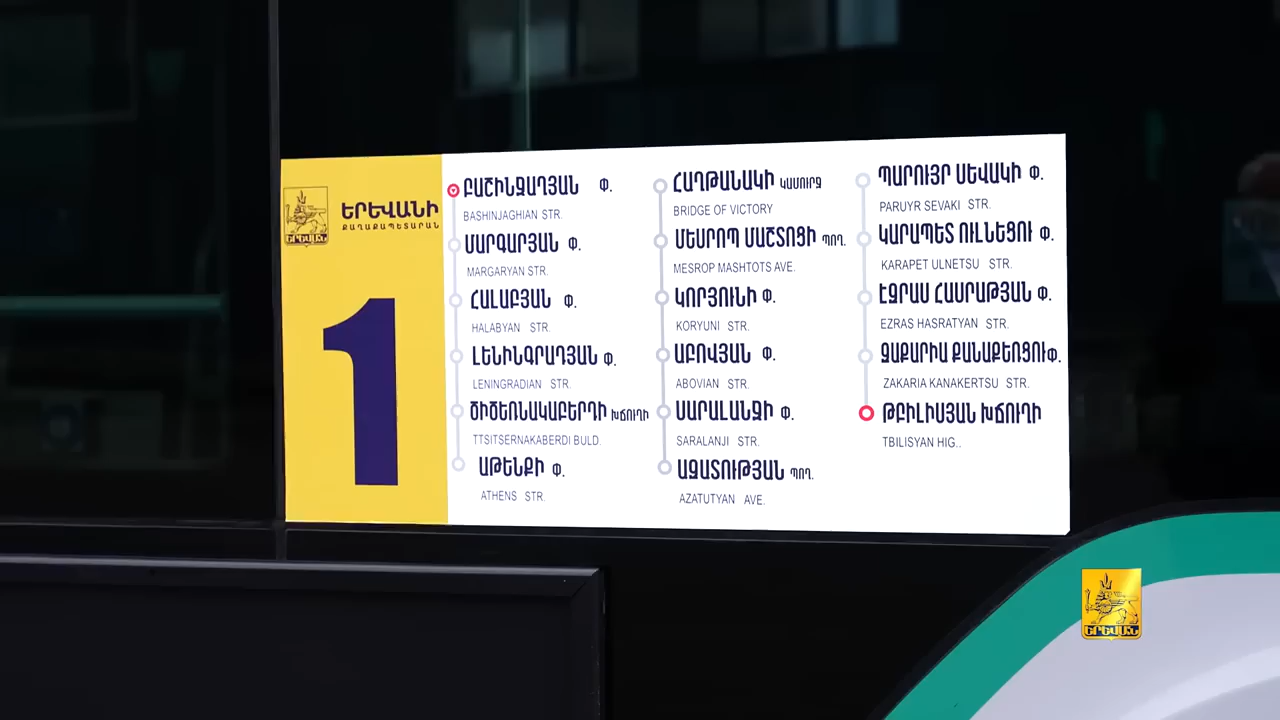 ԵՐԵՎԱՆ
ԵՐԵՎԱՆԻ
ՔԱՂԱՔԱՊԵՏԱՐԱՆ
1
ԲԱՇԻՆՋԱՂՅԱՆ Փ.
BASHINJAGHIAN STR.
ՄԱՐԳԱՐՅԱՆ Փ.
MARGARYAN STR.
ՀԱԼԱԲՅԱՆ Փ.
HALABYAN STR.
ԼԵՆԻՆԳՐԱԴՅԱՆ Փ.
LENINGRADIAN STR.
ԾԻԾԵՌՆԱԿԱԲԵՐԴԻ ԽՃՈՒՂԻ
TTSITSERNAKABERDI BULD.
ԱԹԵՆՔԻ Փ.
ATHENS STR.
ՀԱՂԹԱՆԱԿԻ ԿԱՄՈՒՐՋ
BRIDGE OF VICTORY
ՄԵՍՐՈՊ ՄԱՇՏՈՑԻ ՊՈՂ.
MESROP MASHTOTS AVE.
ԿՈՐՅՈՒՆԻ Փ.
KORYUNI STR.
ԱԲՈՎՅԱՆ Փ.
ABOVIAN STR.
ՍԱՐԱԼԱՆՋԻ Փ.
SARALANJI STR.
ԱԶԱՏՈՒԹՅԱՆ ՊՈՂ.
AZATUTYAN AVE.
ՊԱՐՈՒՅՐ ՍԵՎԱԿԻ Փ.
PARUYR SEVAKI STR.
ԿԱՐԱՊԵՏ ՈՒԼՆԵՑՈՒ Փ.
KARAPET ULNETSU STR.
ԷԶՐԱՍ ՀԱՍՐԱԹՅԱՆ Փ.
EZRAS HASRATYAN STR.
ԶԱՔԱՐԻԱ ՔԱՆԱՔԵՌՑՈՒ Փ.
ZAKARIA KANAKERTSU STR.
ԹԲԻԼԻՍՅԱՆ ԽՃՈՒՂԻ
TBILISYAN HIG..
ԵՐԵՎԱՆ